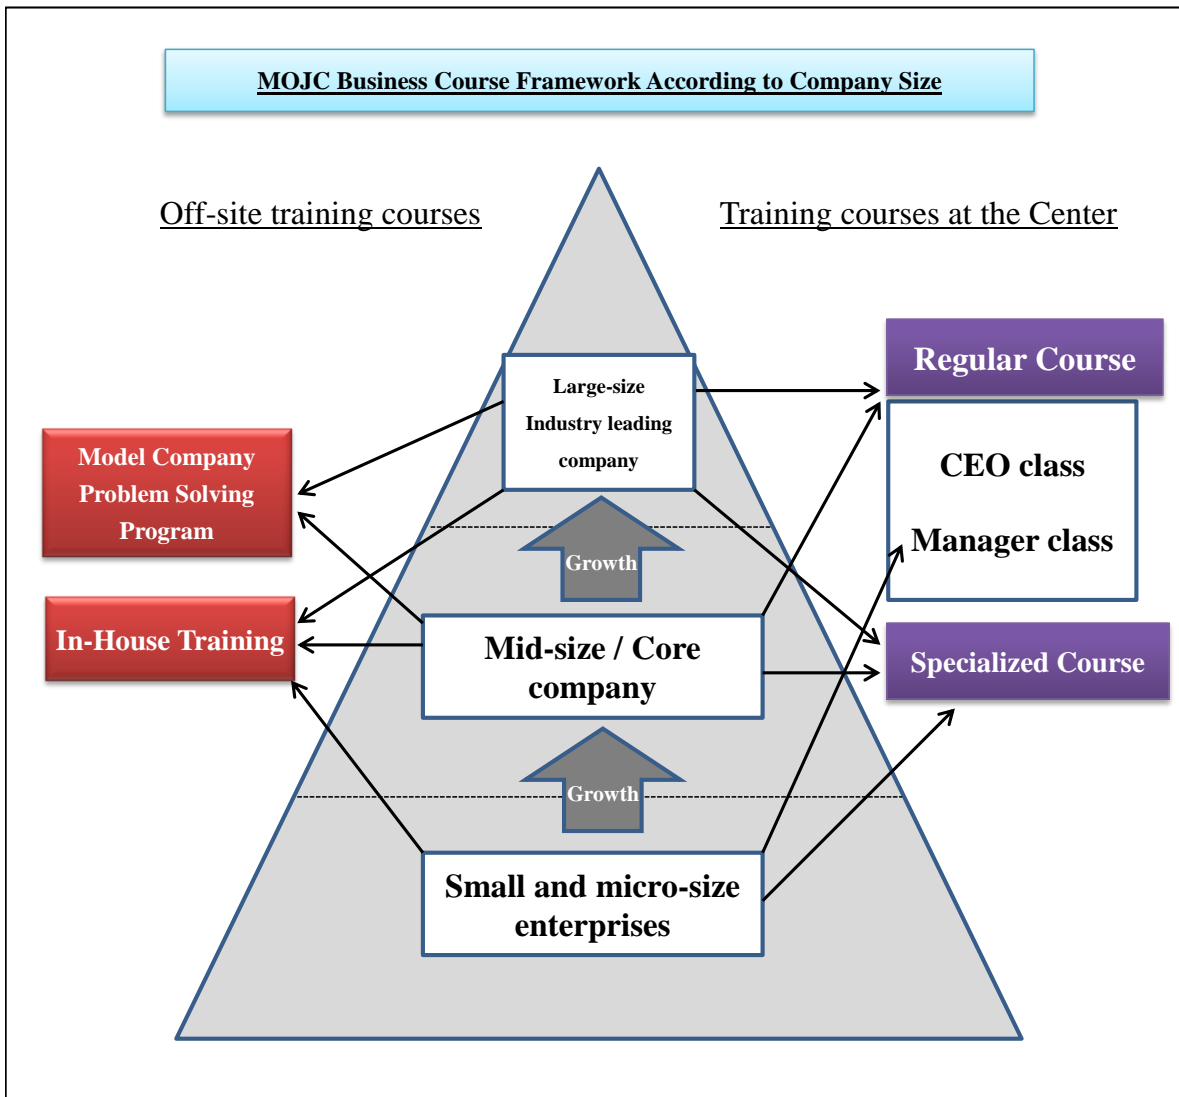 MOJC Business Course Framework According to Company Size
Off-site training courses
Training courses at the Center
Large-size
Industry leading
company
Regular Course
CEO class
Manager class
Model Company
Problem Solving
Program
Growth
In-House Training
Mid-size / Core
company
Specialized Course
Growth
Small and micro-size
enterprises